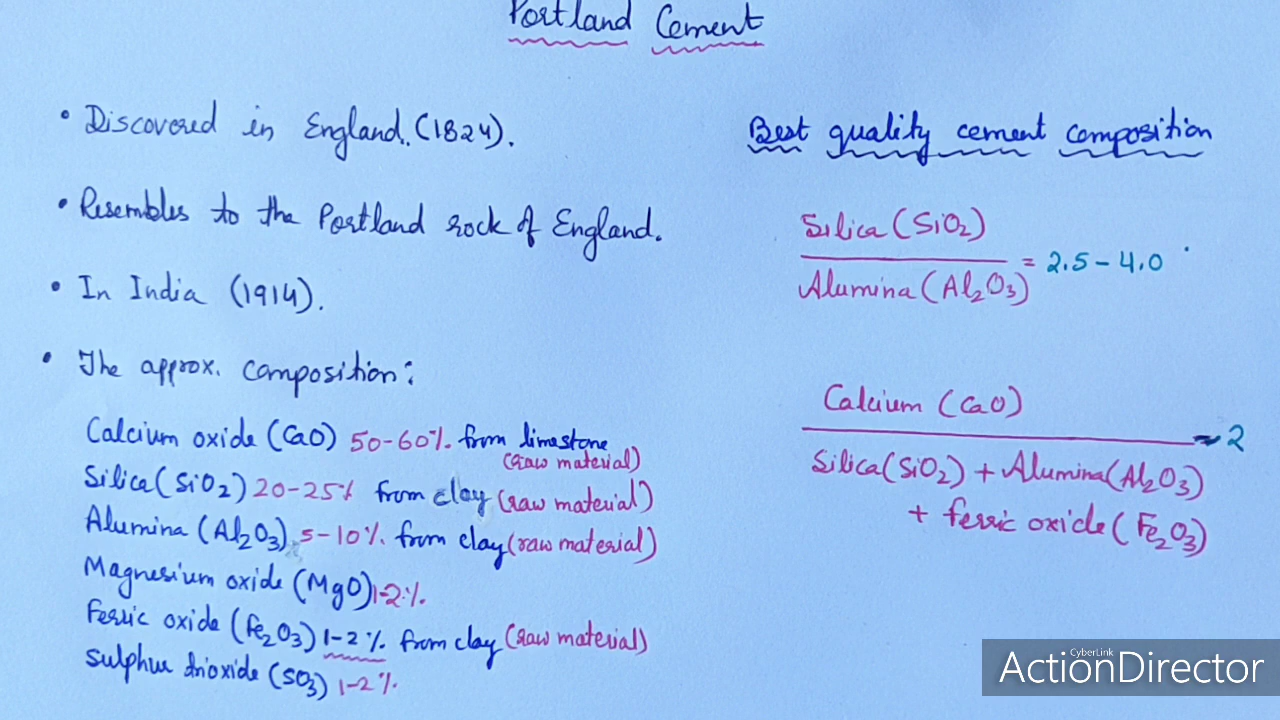 Portland Cement
• Discovered in England. (1824).
• Resembles to the Portland rock of England.
• In India (1914).
• The approx. composition:
Calcium oxide (CaO) 50-60% from limestone
(raw material)
Silica (SiO2) 20-25% from clay (raw material)
Alumina (Al2O3) 5-10% from clay (raw material)
Magnesium oxide (MgO) 1-2%.
Ferric oxide (Fe2O3) 1-2%. from clay (raw material)
Sulphur trioxide (SO3) 1-2%.
Best quality cement composition
Silica (SiO2)
Alumina (Al2O3)
= 2.5-4.0
Calcium (CaO)
Silica (SiO2) + Alumina (Al2O3)
+ ferric oxide (Fe2O3)
~ 2
CyberLink
ActionDirector